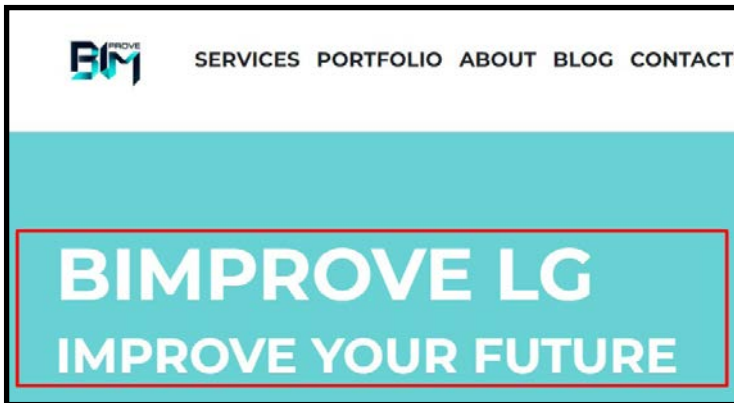 BIM PROVE
SERVICES PORTFOLIO ABOUT BLOG CONTACT
BIMPROVE LG
IMPROVE YOUR FUTURE